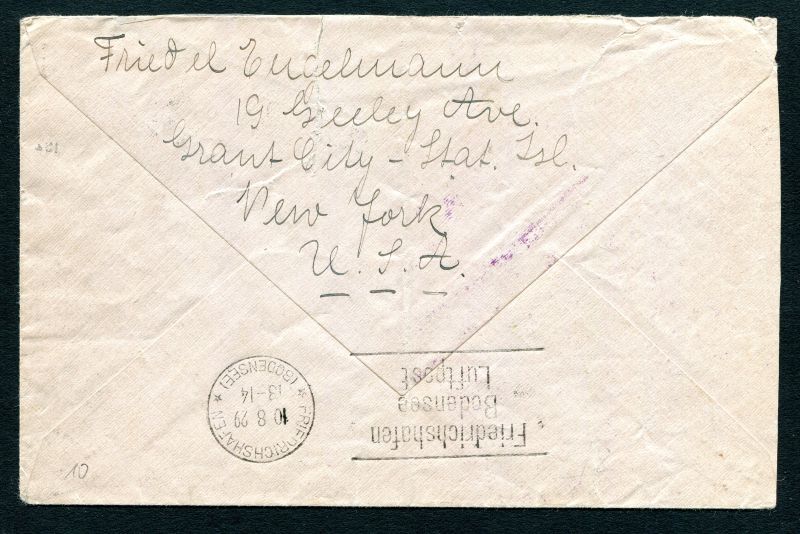 Friedel Engelmann
19 Greeley Ave.
Grant City - Stat. Isl.
New York
U. S. A.
FRIEDRICHSHAFEN
* (BODENSEE) *
10 8 29
13-14
Friedrichshafen
Bodensee
Luftpost
10